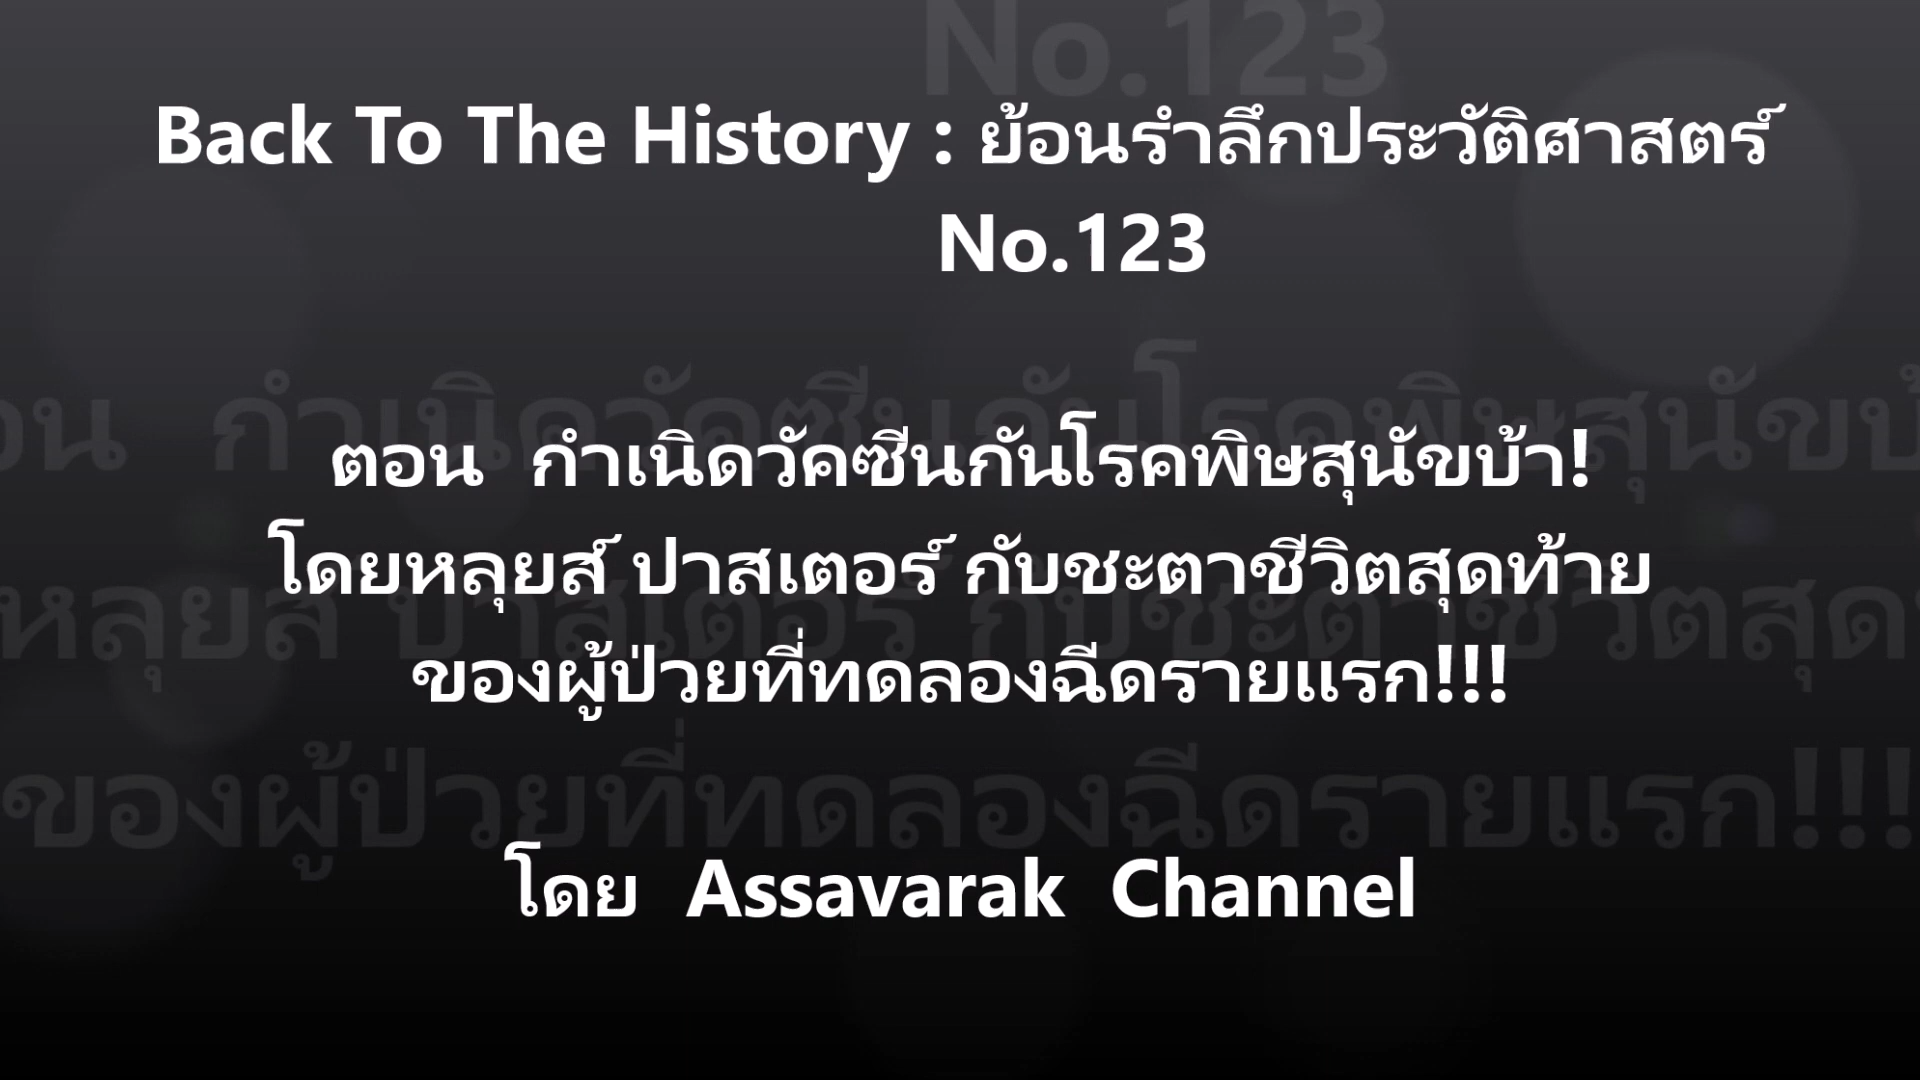 Back To The History : ย้อนรำลึกประวัติศาสตร์
No.123
ตอน กำเนิดวัคซีนกันโรคพิษสุนัขบ้า!
โดยหลุยส์ ปาสเตอร์ กับชะตาชีวิตสุดท้าย
ของผู้ป่วยที่ทดลองฉีดรายแรก!!!
โดย Assavarak Channel